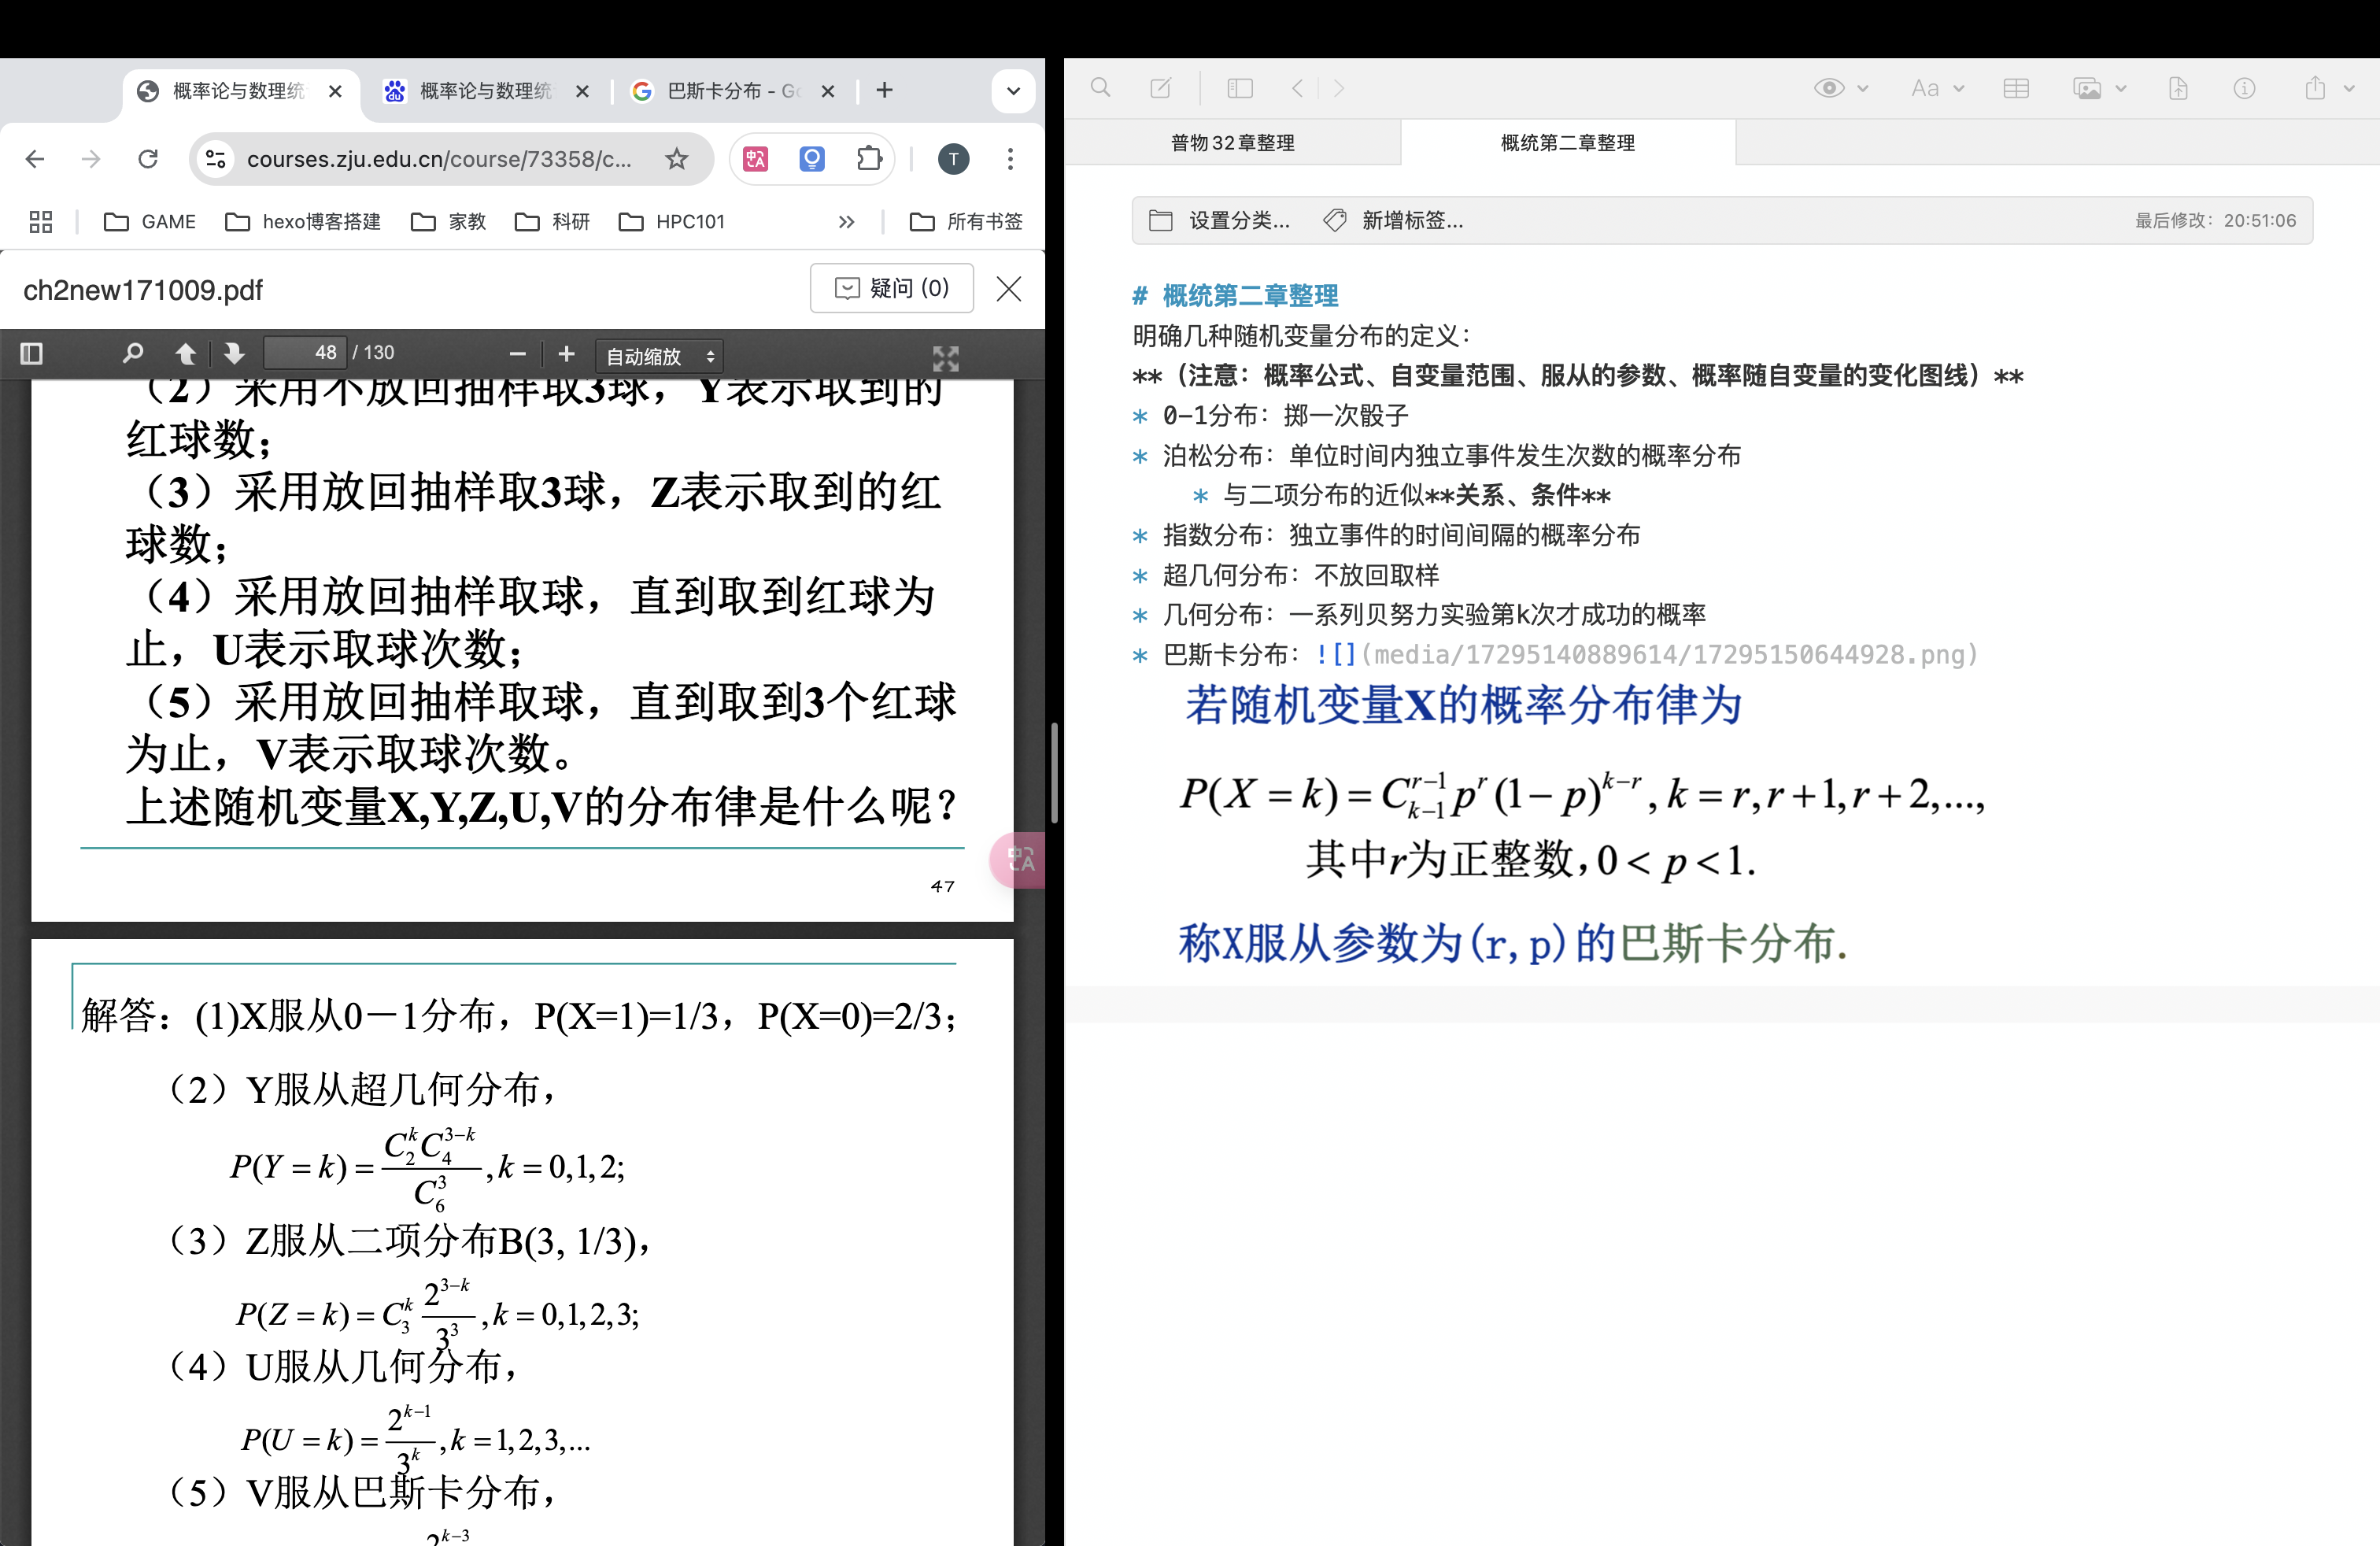 概率论与数理统
概率论与数理统
巴斯卡分布 - Go
courses.zju.edu.cn/course/73358/c...
T
GAME
hexo博客搭建
家教
科研
HPC101
所有书签
ch2new171009.pdf
疑问 (0)
48 / 130
自动缩放
（2）采用不放回抽样取3球，Y表示取到的
红球数；
（3）采用放回抽样取3球，Z表示取到的红
球数；
（4）采用放回抽样取球，直到取到红球为
止，U表示取球次数；
（5）采用放回抽样取球，直到取到3个红球
为止，V表示取球次数。
上述随机变量X,Y,Z,U,V的分布律是什么呢？
47
解答：(1)X服从0－1分布，P(X=1)=1/3，P(X=0)=2/3；
（2）Y服从超几何分布，
P(Y = k) = C_2^k C_4^{3−k} / C_6^3, k = 0,1,2;
（3）Z服从二项分布B(3, 1/3)，
P(Z = k) = C_3^k 2^{3−k} / 3^3, k = 0,1,2,3;
（4）U服从几何分布，
P(U = k) = 2^{k−1} / 3^k, k = 1,2,3,...
（5）V服从巴斯卡分布，
2^{k−3}
Aa
普物32章整理
概统第二章整理
设置分类...
新增标签...
最后修改：20:51:06
# 概统第二章整理
明确几种随机变量分布的定义：
**（注意：概率公式、自变量范围、服从的参数、概率随自变量的变化图线）**
* 0-1分布：掷一次骰子
* 泊松分布：单位时间内独立事件发生次数的概率分布
* 与二项分布的近似**关系、条件**
* 指数分布：独立事件的时间间隔的概率分布
* 超几何分布：不放回取样
* 几何分布：一系列贝努力实验第k次才成功的概率
* 巴斯卡分布：![](media/17295140889614/17295150644928.png)
若随机变量X的概率分布律为
P(X = k) = C_{k−1}^{r−1} p^r (1− p)^{k−r}, k = r,r+1,r+2,...,
其中r为正整数,0 < p <1.
称X服从参数为(r,p)的巴斯卡分布.